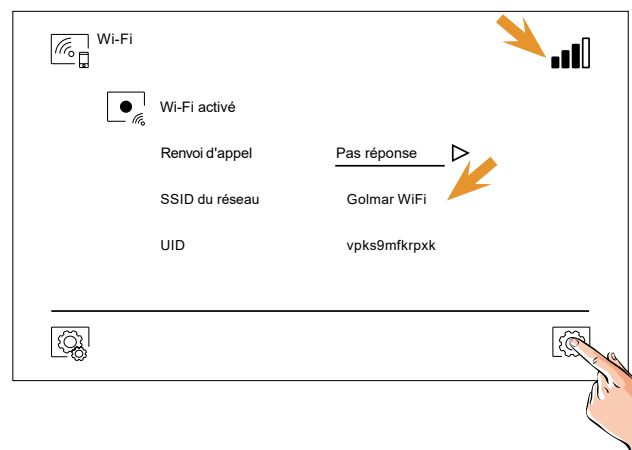 Wi-Fi
Wi-Fi activé
Renvoi d'appel Pas réponse
SSID du réseau Golmar WiFi
UID vpks9mfkrpxk